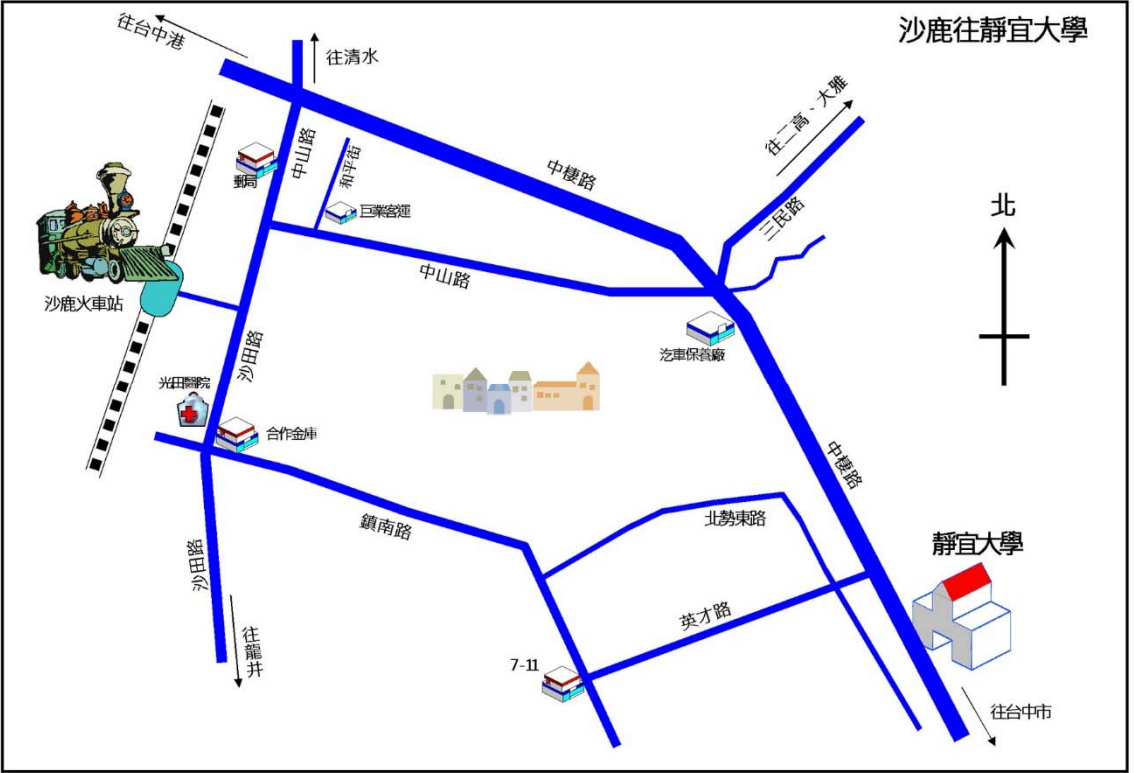 沙鹿往靜宜大學
往台中港
往清水
往二高、大雅
中山路
和平街
中棲路
郵局
巨業客運
三民路
北
中山路
沙鹿火車站
沙田路
汽車保養廠
光田醫院
合作金庫
中棲路
鎮南路
北勢東路
靜宜大學
沙田路
英才路
往龍井
7-11
往台中市